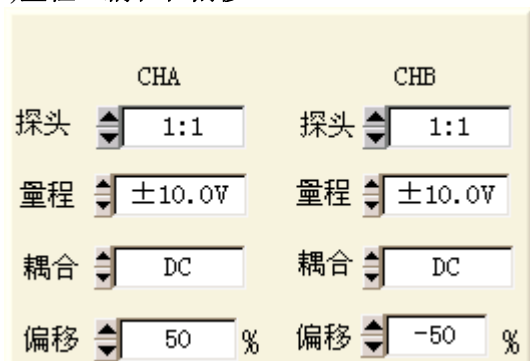 CHA CHB
探头 1:1 探头 1:1
量程 ±10.0V 量程 ±10.0V
耦合 DC 耦合 DC
偏移 50 % 偏移 -50 %